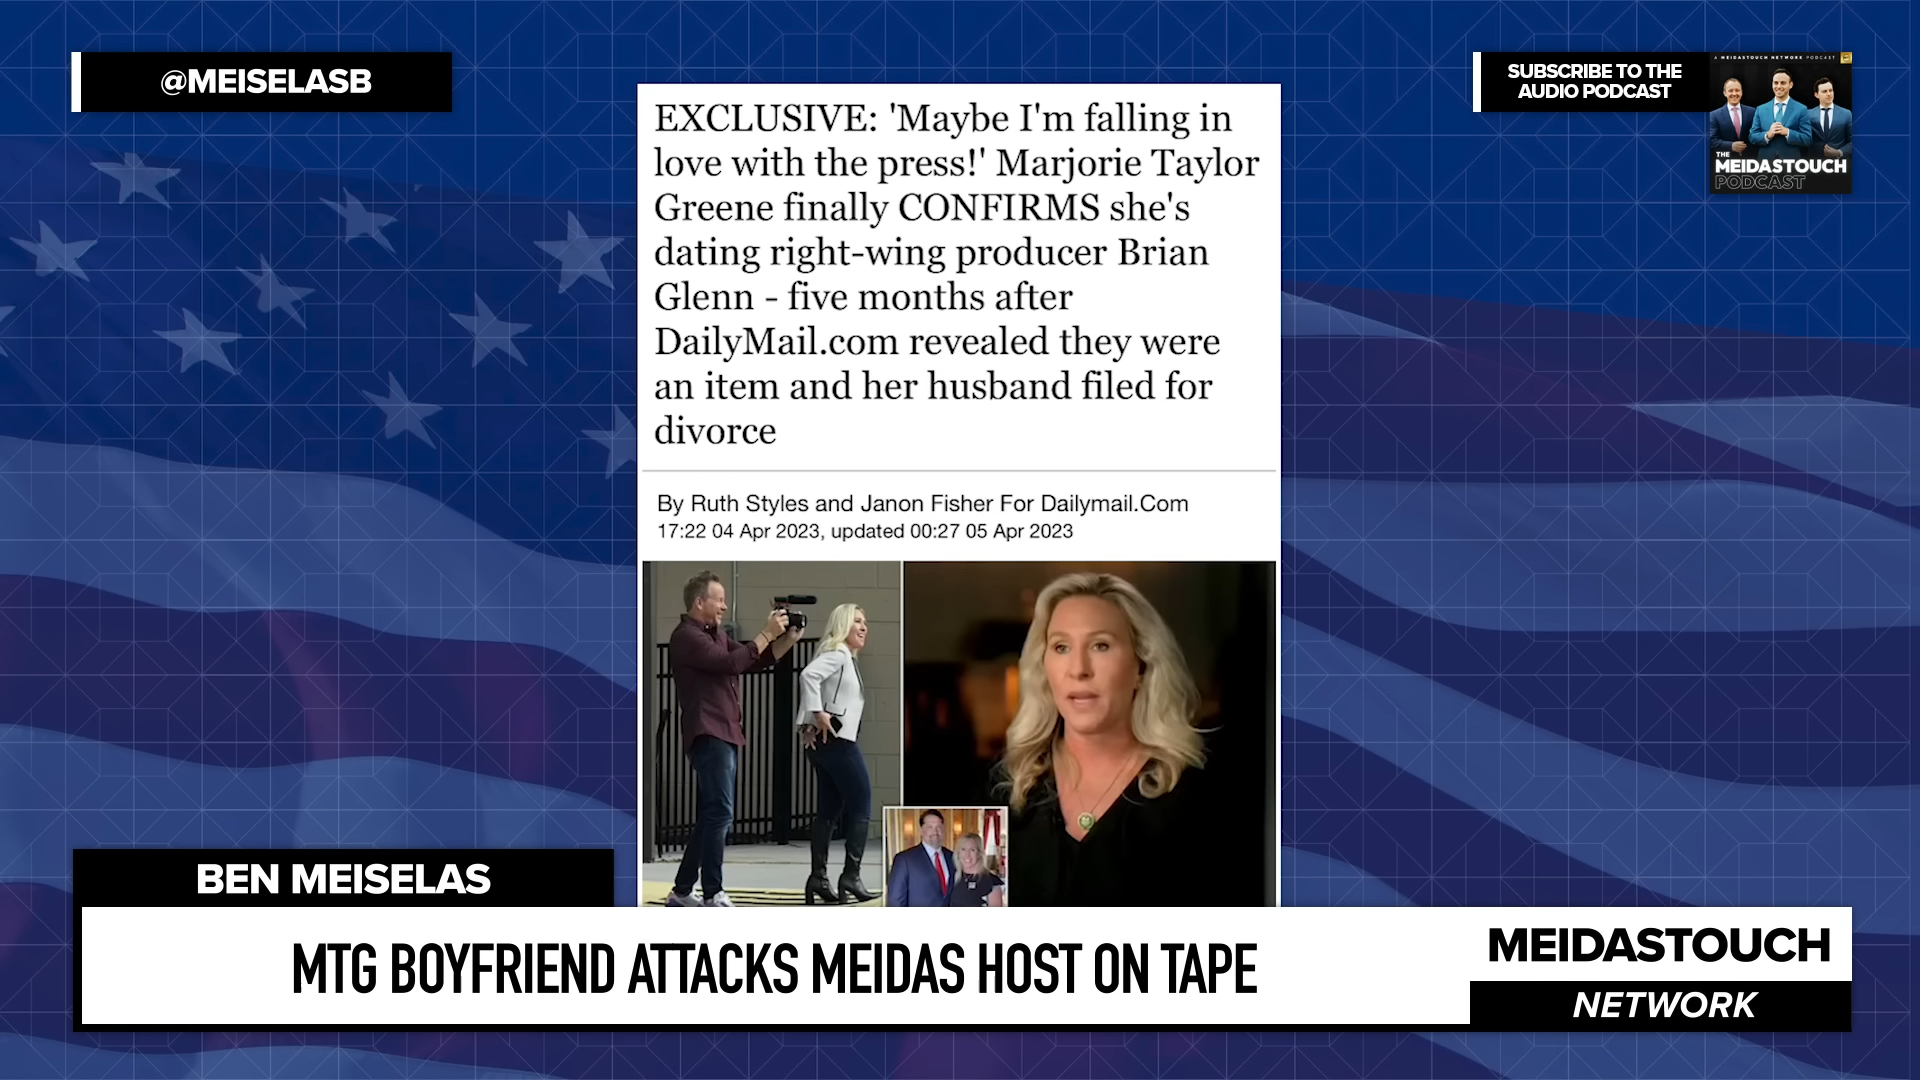 @MEISELASB
SUBSCRIBE TO THE
AUDIO PODCAST
A MEIDASTOUCH NETWORK PODCAST
THE
MEIDASTOUCH
PODCAST
EXCLUSIVE: 'Maybe I'm falling in
love with the press!' Marjorie Taylor
Greene finally CONFIRMS she's
dating right-wing producer Brian
Glenn - five months after
DailyMail.com revealed they were
an item and her husband filed for
divorce
By Ruth Styles and Janon Fisher For Dailymail.Com
17:22 04 Apr 2023, updated 00:27 05 Apr 2023
BEN MEISELAS
MTG BOYFRIEND ATTACKS MEIDAS HOST ON TAPE
MEIDASTOUCH
NETWORK